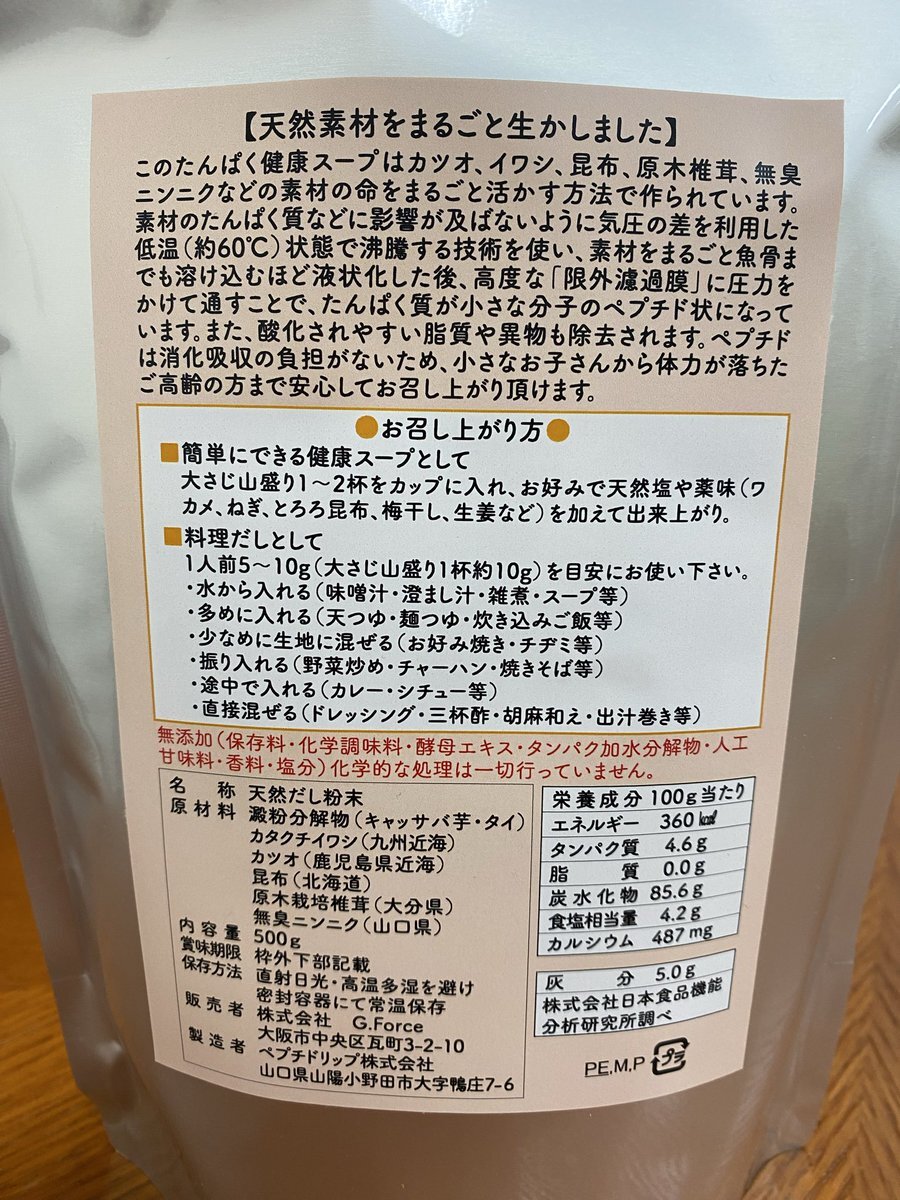 【天然素材をまるごと生かしました】
このたんぱく健康スープはカツオ、イワシ、昆布、原木椎茸、無臭
ニンニクなどの素材の命をまるごと活かす方法で作られています。
素材のたんぱく質などに影響が及ばないように気圧の差を利用した
低温(約60℃)状態で沸騰する技術を使い、素材をまるごと魚骨ま
でも溶け込むほど液状化した後、高度な「限外濾過膜」に圧力を
かけて通すことで、たんぱく質が小さな分子のペプチド状になって
います。また、酸化されやすい脂質や異物も除去されます。ペプチド
は消化吸収の負担がないため、小さなお子さんから体力が落ちた
ご高齢の方まで安心してお召し上がり頂けます。
●お召し上がり方●
■簡単にできる健康スープとして
大さじ山盛り1〜2杯をカップに入れ、お好みで天然塩や薬味(ワ
カメ、ねぎ、とろろ昆布、梅干し、生姜など)を加えて出来上がり。
■料理だしとして
1人前5〜10g(大さじ山盛り1杯約10g)を目安にお使い下さい。
・水から入れる(味噌汁・澄まし汁・雑煮・スープ等)
・多めに入れる(天つゆ・麺つゆ・炊き込みご飯等)
・少なめに生地に混ぜる(お好み焼き・チヂミ等)
・振り入れる(野菜炒め・チャーハン・焼きそば等)
・途中で入れる(カレー・シチュー等)
・直接混ぜる(ドレッシング・三杯酢・胡麻和え・出汁巻き等)
無添加(保存料・化学調味料・酵母エキス・タンパク加水分解物・人工
甘味料・香料・塩分)化学的な処理は一切行っていません。
名称 天然だし粉末
原材料 澱粉分解物(キャッサバ芋・タイ)
カタクチイワシ(九州近海)
カツオ(鹿児島県近海)
昆布(北海道)
原木栽培椎茸(大分県)
無臭ニンニク(山口県)
内容量 500g
賞味期限 枠外下部記載
保存方法 直射日光・高温多湿を避け
密封容器にて常温保存
販売者 株式会社 G.Force
大阪市中央区瓦町3-2-10
製造者 ペプチドリップ株式会社
山口県山陽小野田市大字鴨庄7-6
栄養成分 100g当たり
エネルギー 360㎉
タンパク質 4.6g
脂質 0.0g
炭水化物 85.6g
食塩相当量 4.2g
カルシウム 487mg
灰分 5.0g
株式会社日本食品機能
分析研究所調べ
PE,M,P プラ